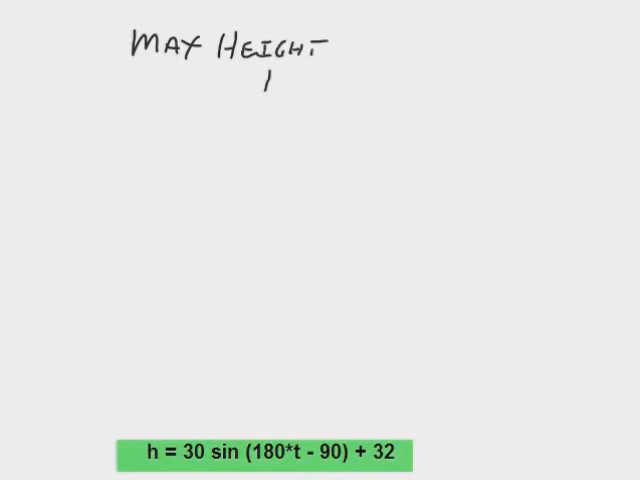 MAX HEIGHT
h = 30 sin (180*t - 90) + 32